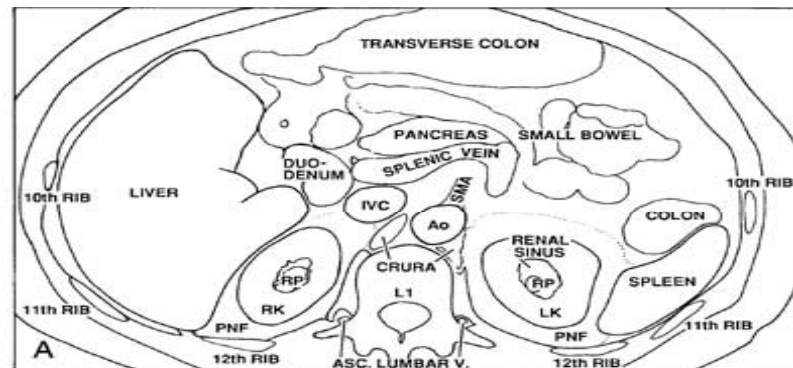 TRANSVERSE COLON
PANCREAS
SMALL BOWEL
DUO-
DENUM
SPLENIC VEIN
10th RIB
LIVER
SMA
10th RIB
IVC
Ao
COLON
RENAL
SINUS
CRURA
RP
RP
SPLEEN
L1
RK
LK
11th RIB
PNF
PNF
11th RIB
A
12th RIB
12th RIB
ASC. LUMBAR V.